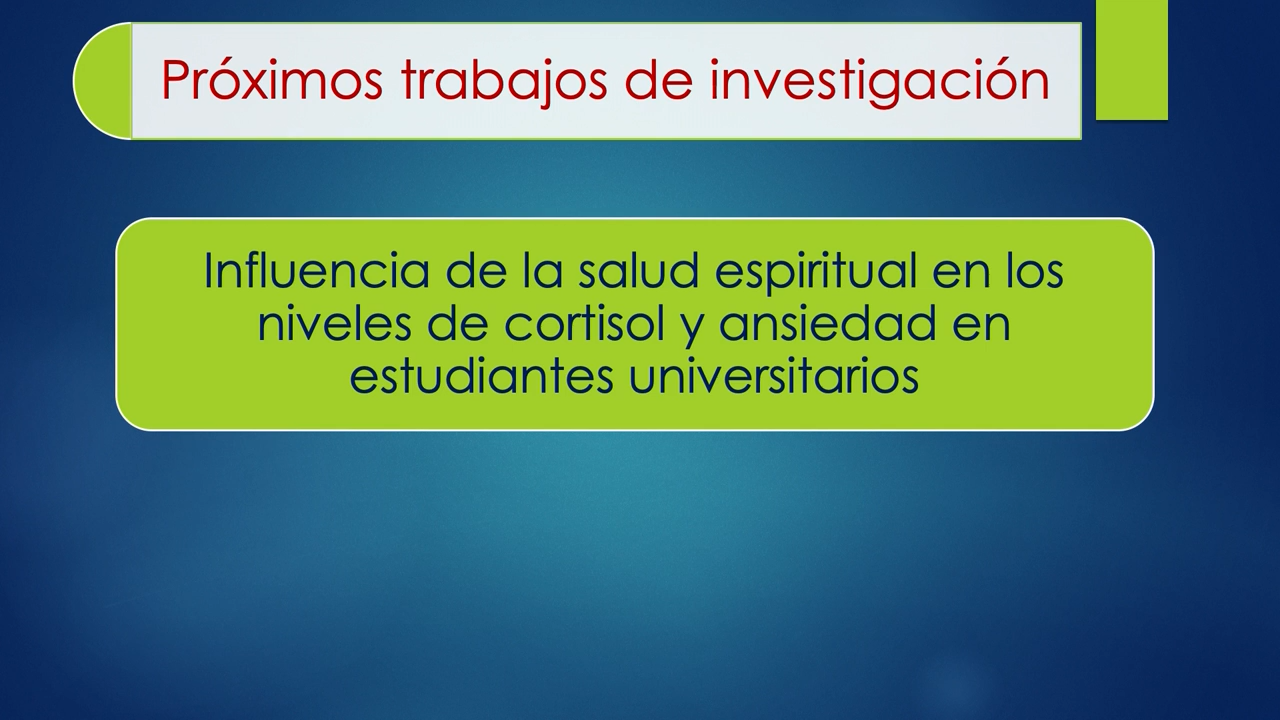 Próximos trabajos de investigación
Influencia de la salud espiritual en los
niveles de cortisol y ansiedad en
estudiantes universitarios